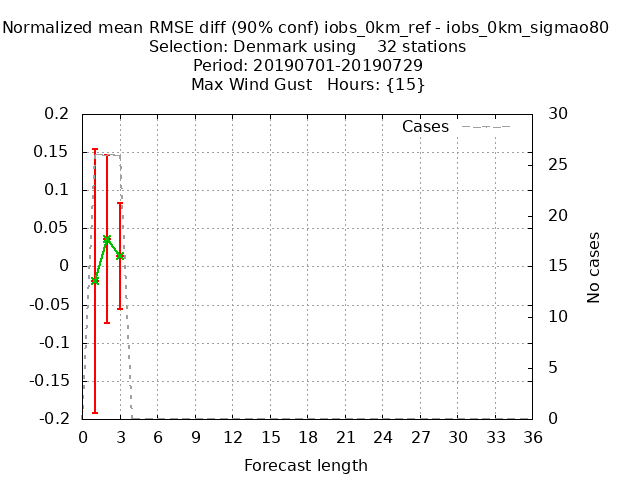 Normalized mean RMSE diff (90% conf) iobs_0km_ref - iobs_0km_sigmao80
Selection: Denmark using 32 stations
Period: 20190701-20190729
Max Wind Gust Hours: {15}
Cases
0.2
0.15
0.1
0.05
0
-0.05
-0.1
-0.15
-0.2
30
25
20
15
10
5
0
No cases
0 3 6 9 12 15 18 21 24 27 30 33 36
Forecast length